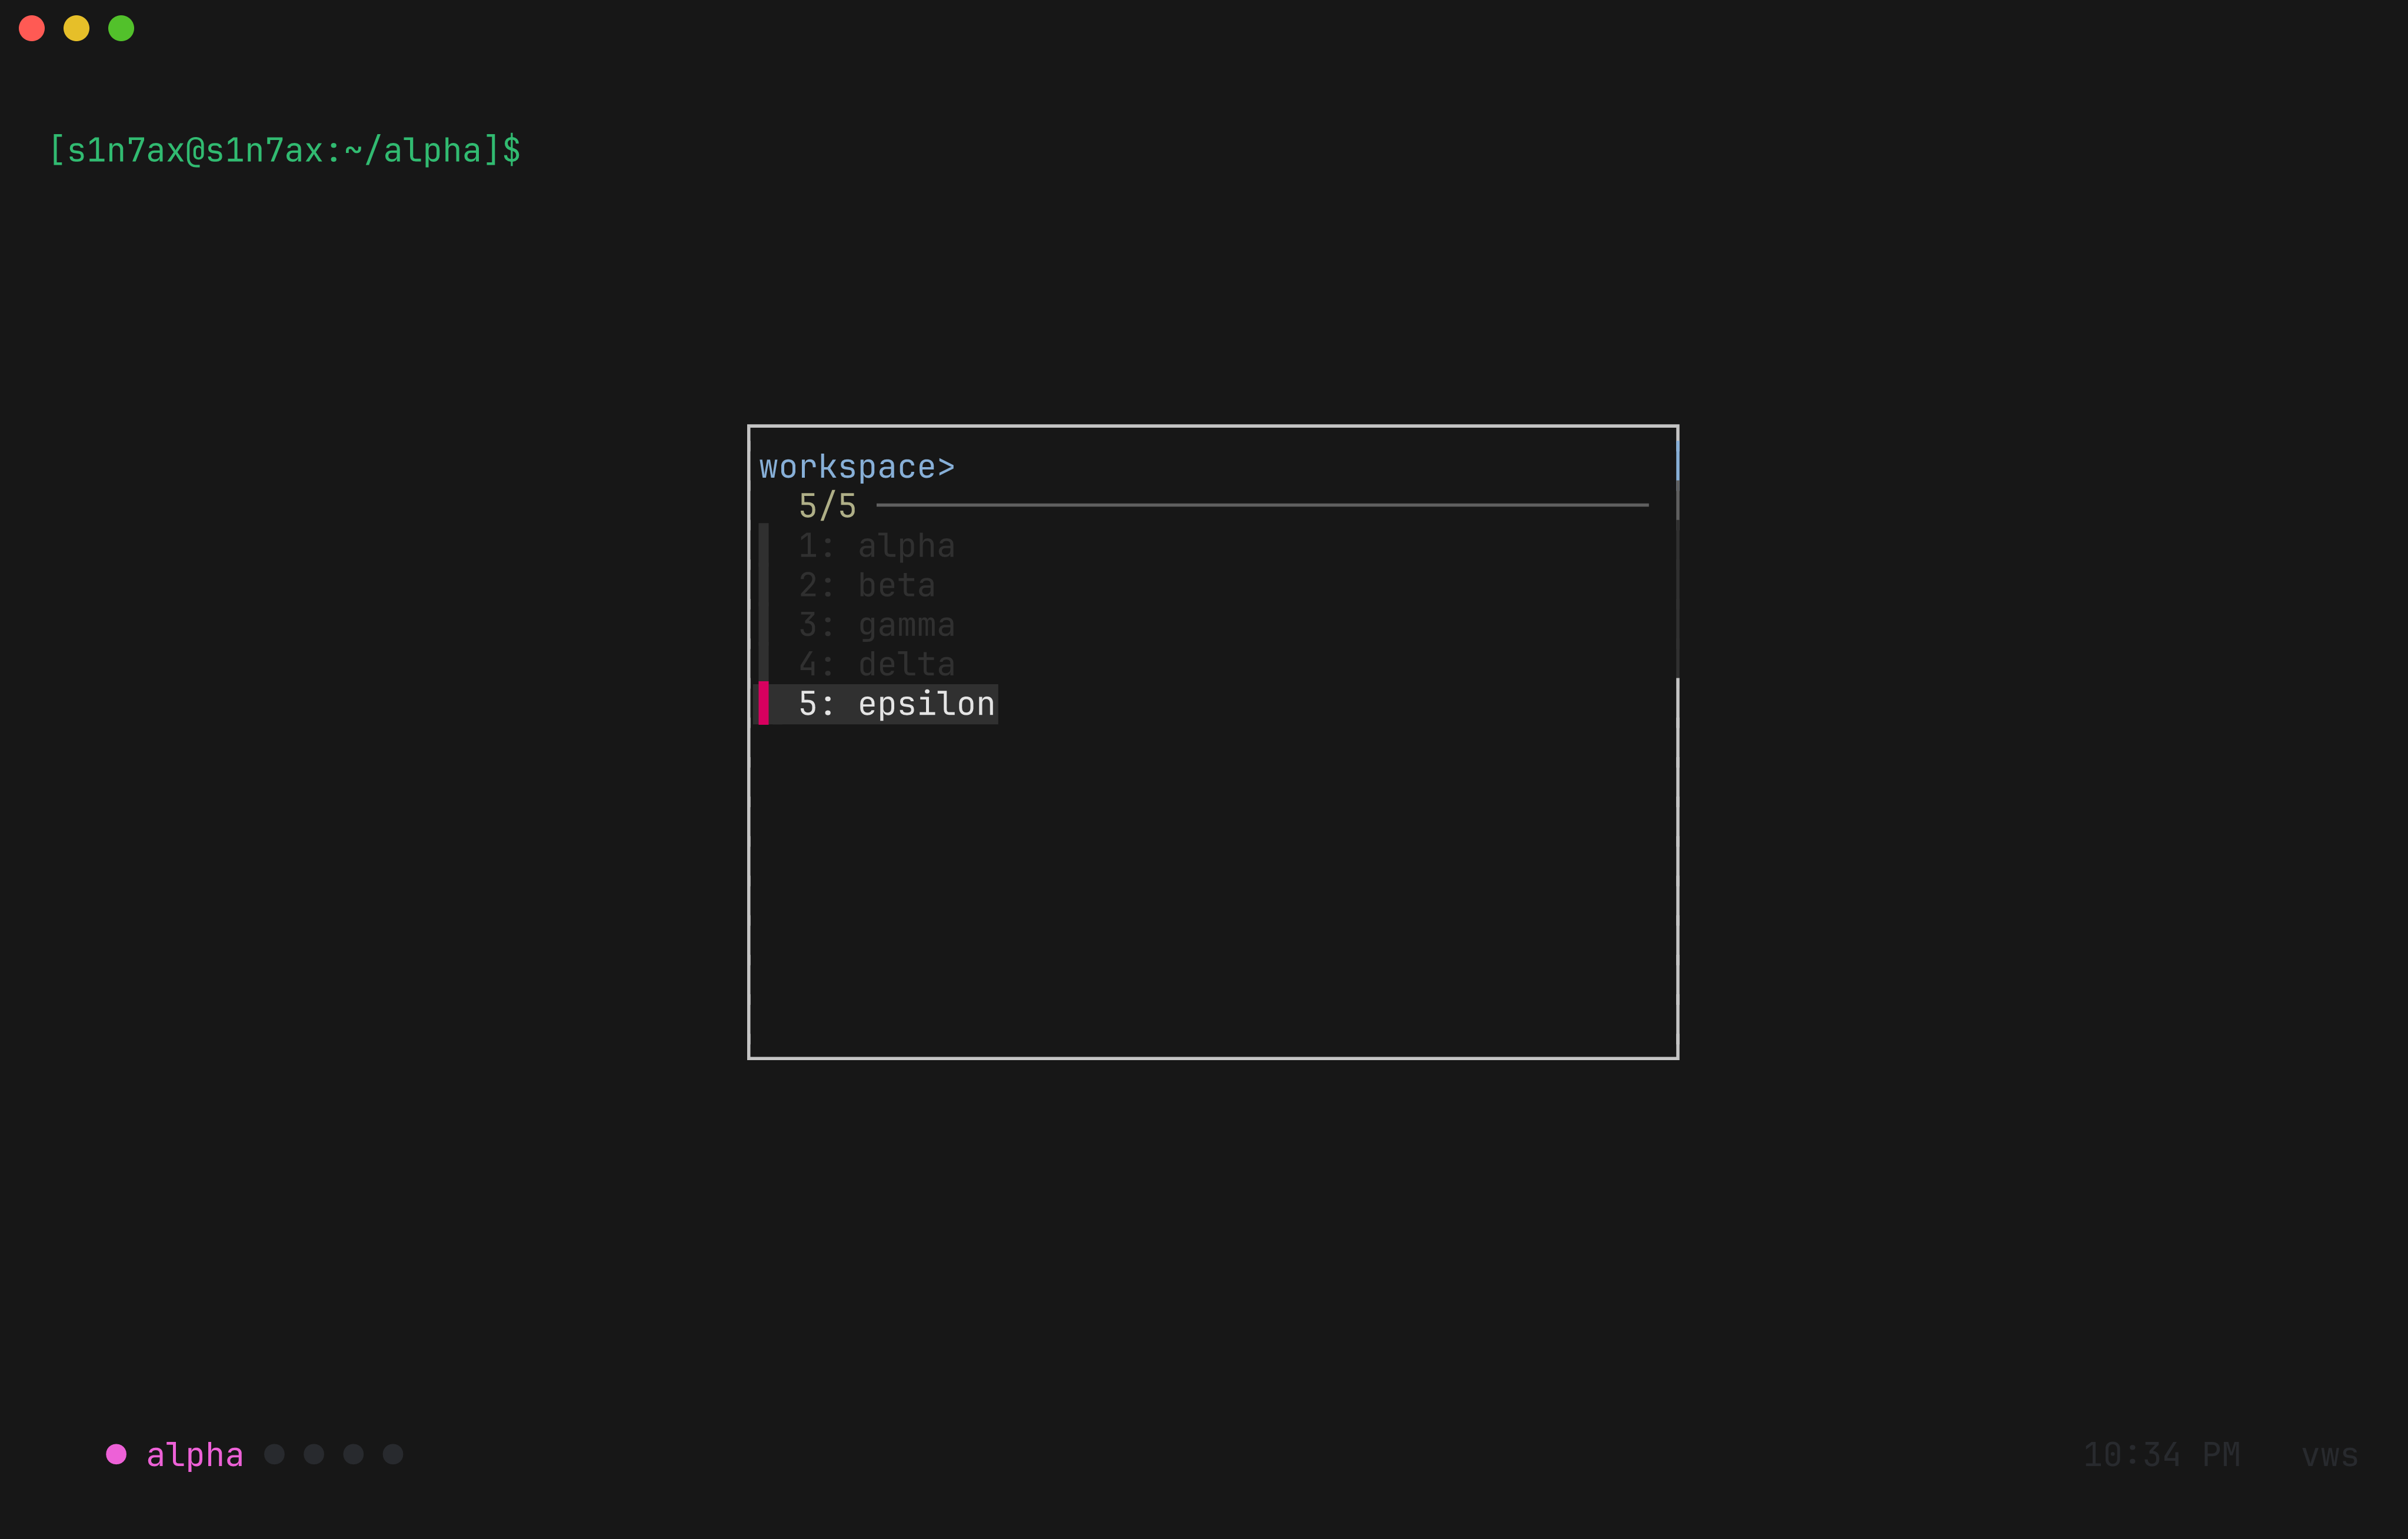 [s1n7ax@s1n7ax:~/alpha]$
workspace>
5/5
1: alpha
2: beta
3: gamma
4: delta
5: epsilon
alpha
10:34 PM vws